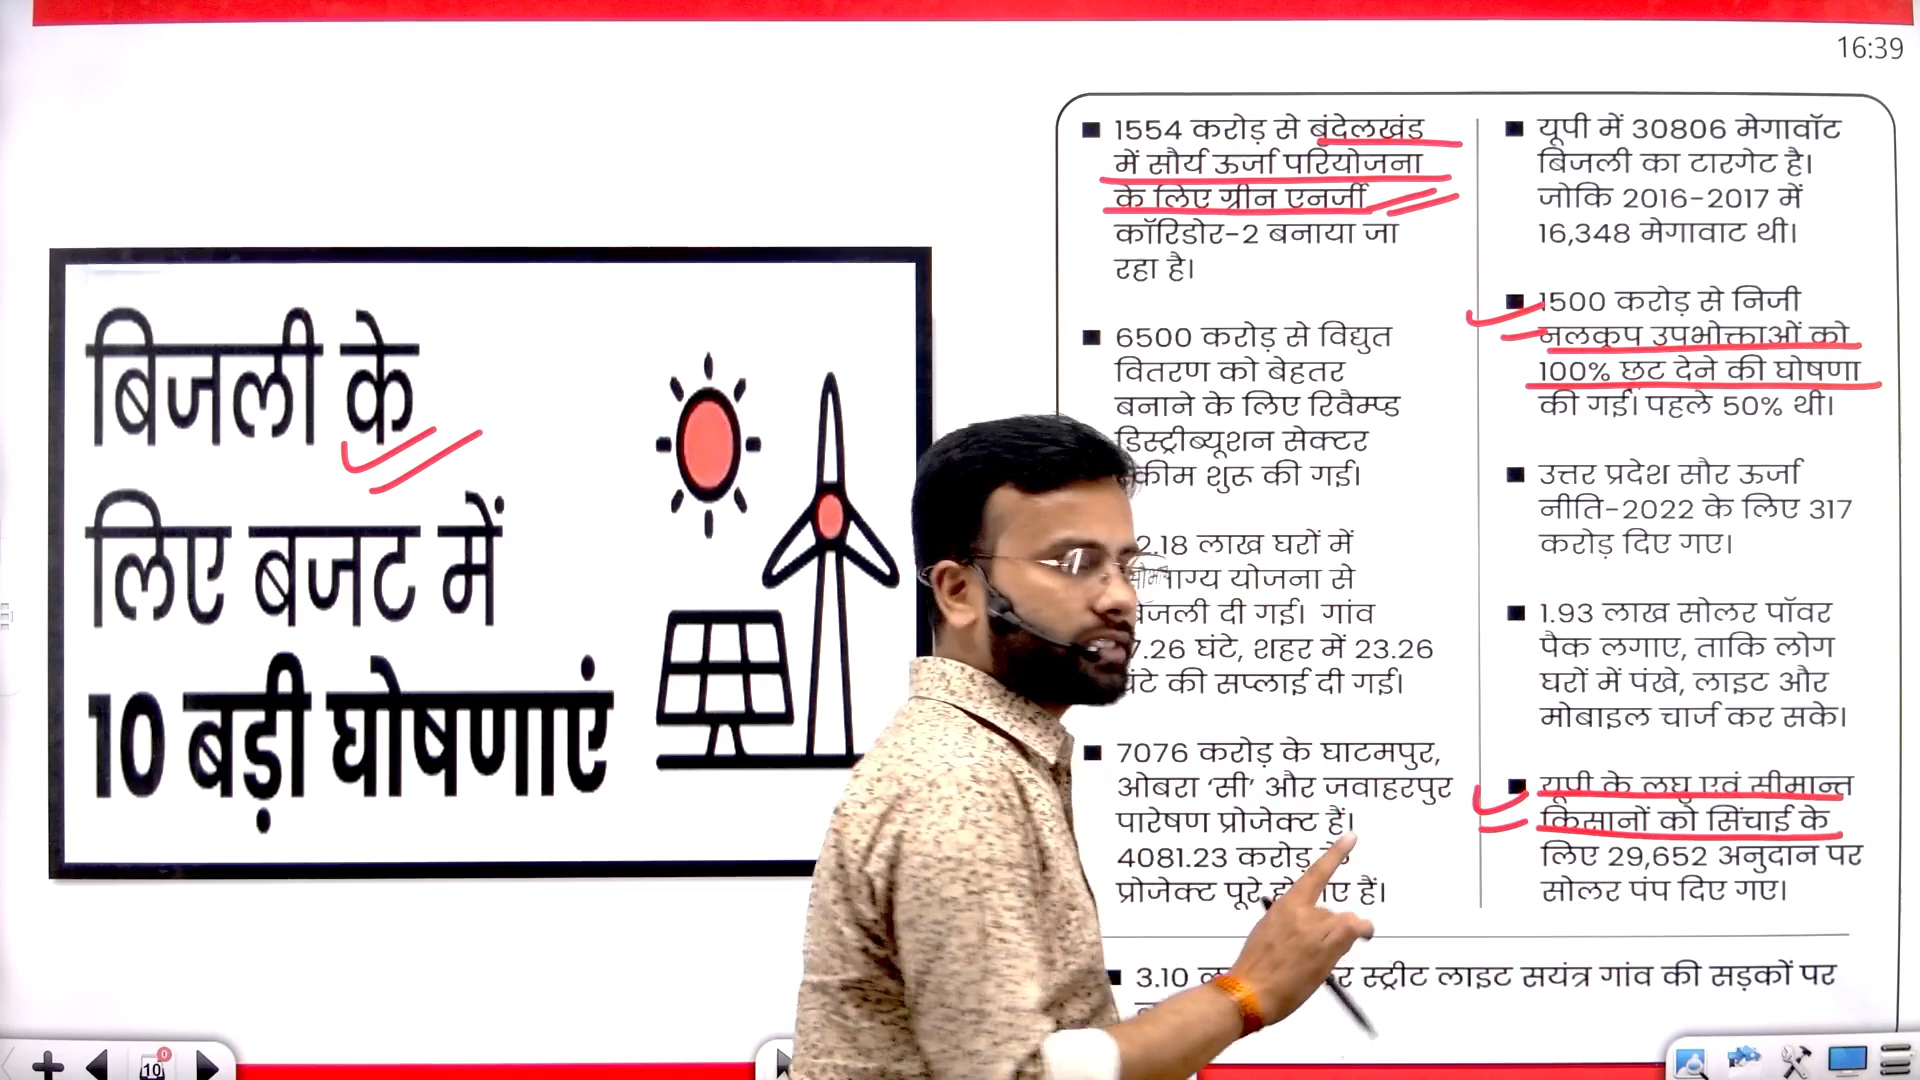 16:39
बिजली के
लिए बजट में
10 बड़ी घोषणाएं
1554 करोड़ से बुंदेलखंड
में सौर्य ऊर्जा परियोजना
के लिए ग्रीन एनर्जी
कॉरिडोर-2 बनाया जा
रहा है।
6500 करोड़ से विद्युत
वितरण को बेहतर
बनाने के लिए रिवैम्प्ड
डिस्ट्रीब्यूशन सेक्टर
शुरू की गई।
लाख घरों में
योजना से
दी गई। गांव
घंटे, शहर में 23.26
की सप्लाई दी गई।
7076 करोड़ के घाटमपुर,
ओबरा ‘सी’ और जवाहरपुर
पारेषण प्रोजेक्ट हैं।
4081.23 करोड़
प्रोजेक्ट पूरे हैं।
यूपी में 30806 मेगावॉट
बिजली का टारगेट है।
जोकि 2016-2017 में
16,348 मेगावाट थी।
1500 करोड़ से निजी
नलकूप उपभोक्ताओं को
100% छूट देने की घोषणा
की गई। पहले 50% थी।
उत्तर प्रदेश सौर ऊर्जा
नीति-2022 के लिए 317
करोड़ दिए गए।
1.93 लाख सोलर पॉवर
पैक लगाए, ताकि लोग
घरों में पंखे, लाइट और
मोबाइल चार्ज कर सके।
यूपी के लघु एवं सीमान्त
किसानों को सिंचाई के
लिए 29,652 अनुदान पर
सोलर पंप दिए गए।
3.10 स्ट्रीट लाइट सयंत्र गांव की सड़कों पर
10
0